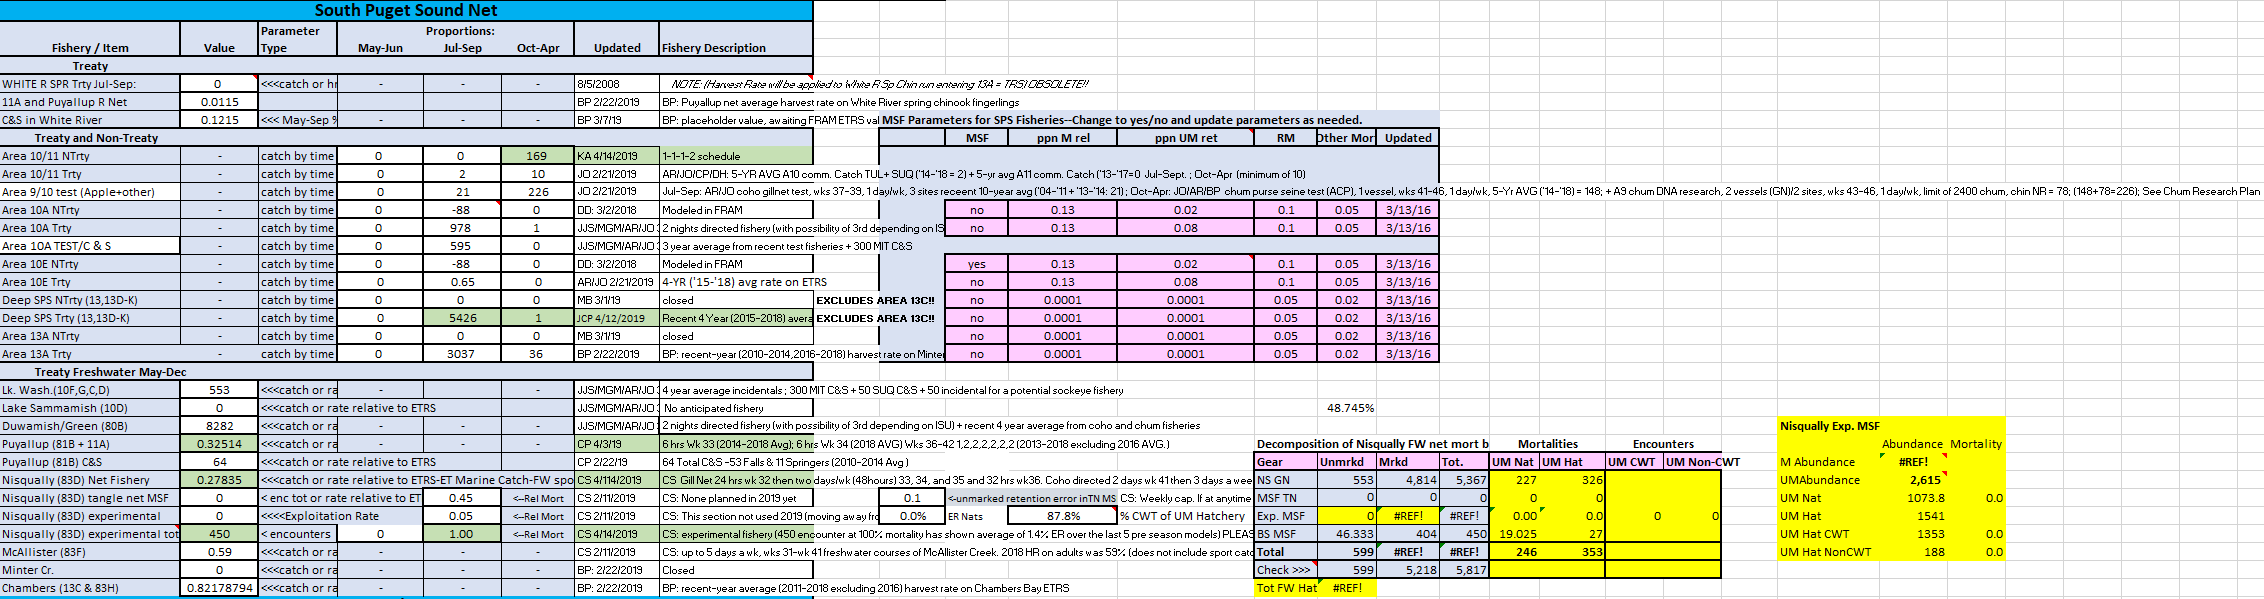 South Puget Sound Net
Parameter Proportions:
Fishery / Item Value Type May-Jun Jul-Sep Oct-Apr Updated Fishery Description
Treaty
WHITE R SPR Trty Jul-Sep: 0 <<<catch or hr - - - 8/5/2008 NOTE: (Harvest Rate will be applied to White R Sp Chin run entering 13A = TRS) OBSOLETE!!
11A and Puyallup R Net 0.0115 - - - BP 2/22/2019 BP: Puyallup net average harvest rate on White River spring chinook fingerlings
C&S in White River 0.1215 <<< May-Sep % - - - BP 3/7/19 BP: placeholder value, awaiting FRAM ETRS val MSF Parameters for SPS Fisheries--Change to yes/no and update parameters as needed.
Treaty and Non-Treaty MSF ppn M rel ppn UM ret RM Other Mor Updated
Area 10/11 NTrty - catch by time 0 0 169 KA 4/14/2019 1-1-1-2 schedule
Area 10/11 Trty - catch by time 0 2 10 JO 2/21/2019 AR/JO/CP/DH: 5-YR AVG A10 comm. Catch TUL+ SUQ ('14-'18 = 2) + 5-yr avg A11 comm. Catch ('13-'17=0 Jul-Sept. ; Oct-Apr (minimum of 10)
Area 9/10 test (Apple+other) - catch by time 0 21 226 JO 2/21/2019 Jul-Sep: AR/JO coho gillnet test, wks 37-39, 1 day/wk, 3 sites receent 10-year avg ('04-'11 + '13-'14: 21) ; Oct-Apr: JO/AR/BP chum purse seine test (ACP), 1 vessel, wks 41-46, 1 day/wk, 5-Yr AVG ('14-'18) = 148; + A9 chum DNA research, 2 vessels (GN)/2 sites, wks 43-46, 1 day/wk, limit of 2400 chum, chin NR = 78; (148+78=226); See Chum Research Plan
Area 10A NTrty - catch by time 0 -88 0 DD: 3/2/2018 Modeled in FRAM no 0.13 0.02 0.1 0.05 3/13/16
Area 10A Trty - catch by time 0 978 1 JJS/MGM/AR/JO 2 nights directed fishery (with possibility of 3rd depending on IS no 0.13 0.08 0.1 0.05 3/13/16
Area 10A TEST/C & S - catch by time 0 595 0 JJS/MGM/AR/JO 3 year average from recent test fisheries + 300 MIT C&S
Area 10E NTrty - catch by time 0 -88 0 DD: 3/2/2018 Modeled in FRAM yes 0.13 0.02 0.1 0.05 3/13/16
Area 10E Trty - catch by time 0 0.65 0 AR/JO 2/21/2019 4-YR ('15-'18) avg rate on ETRS no 0.13 0.08 0.1 0.05 3/13/16
Deep SPS NTrty (13,13D-K) - catch by time 0 0 0 MB 3/1/19 closed EXCLUDES AREA 13C!! no 0.0001 0.0001 0.05 0.02 3/13/16
Deep SPS Trty (13,13D-K) - catch by time 0 5426 1 JCP 4/12/2019 Recent 4 Year (2015-2018) avera EXCLUDES AREA 13C!! no 0.0001 0.0001 0.05 0.02 3/13/16
Area 13A NTrty - catch by time 0 0 0 MB 3/1/19 closed no 0.0001 0.0001 0.05 0.02 3/13/16
Area 13A Trty - catch by time 0 3037 36 BP 2/22/2019 BP: recent-year (2010-2014,2016-2018) harvest rate on Minter no 0.0001 0.0001 0.05 0.02 3/13/16
Treaty Freshwater May-Dec
Lk. Wash.(10F,G,C,D) 553 <<<catch or ra - - - JJS/MGM/AR/JO 4 year average incidentals ; 300 MIT C&S + 50 SUQ C&S + 50 incidental for a potential sockeye fishery
Lake Sammamish (10D) 0 <<<catch or rate relative to ETRS - JJS/MGM/AR/JO No anticipated fishery 48.745%
Duwamish/Green (80B) 8282 <<<catch or ra - - - JJS/MGM/AR/JO 2 nights directed fishery (with possibility of 3rd depending on ISU) + recent 4 year average from coho and chum fisheries Nisqually Exp. MSF
Puyallup (81B + 11A) 0.32514 <<<catch or ra - - - CP 4/3/19 6 hrs Wk 33 (2014-2018 Avg); 6 hrs Wk 34 (2018 AVG) Wks 36-42 1,2,2,2,2,2,2 (2013-2018 excluding 2016 AVG.) Decomposition of Nisqually FW net mort b Mortalities Encounters Abundance Mortality
Puyallup (81B) C&S 64 <<<catch or rate relative to ETRS - CP 2/22/19 64 Total C&S -53 Falls & 11 Springers (2010-2014 Avg ) Gear Unmrkd Mrkd Tot. UM Nat UM Hat UM CWT UM Non-CWT M Abundance #REF!
Nisqually (83D) Net Fishery 0.27835 <<<catch or rate relative to ETRS-ET Marine Catch-FW spo CS 4/114/2019 CS: Gill Net 24 hrs wk 32 then two days/wk (48hours) 33, 34, and 35 and 32 hrs wk36. Coho directed 2 days wk 41 then 3 days a wee NS GN 553 4,814 5,367 227 326 UMAbundance 2,615
Nisqually (83D) tangle net MSF 0 < enc tot or rate relative to ET 0.45 <--Rel Mort CS 2/11/2019 CS: None planned in 2019 yet 0.1 <-unmarked retention error inTN MS CS: Weekly cap. If at anytime MSF TN 0 0 0 0 0 UM Nat 1073.8 0.0
Nisqually (83D) experimental 0 <<<<Exploitation Rate 0.05 <--Rel Mort CS 2/11/2019 CS: This section not used 2019 (moving away fro 0.0% ER Nats 87.8% % CWT of UM Hatchery Exp. MSF 0 #REF! #REF! 0.00 0.0 0 0 UM Hat 1541
Nisqually (83D) experimental tot 450 < encounters 0 1.00 <--Rel Mort CS 4/14/2019 CS: experimental fishery (450 encounter at 100% mortality has shown average of 1.4% ER over the last 5 pre season models) PLEAS BS MSF 46.333 404 450 19.025 27 UM Hat CWT 1353 0.0
McAllister (83F) 0.59 <<<catch or ra - - - CS 2/11/2019 CS: up to 5 days a wk, wks 31-wk 41 freshwater courses of McAllister Creek. 2018 HR on adults was 59% (does not include sport catc Total 599 #REF! #REF! 246 353 UM Hat NonCWT 188 0.0
Minter Cr. 0 <<<catch or ra - - - BP: 2/22/2019 Closed Check >>> 599 5,218 5,817
Chambers (13C & 83H) 0.82178794 <<<catch or ra - - - BP: 2/22/2019 BP: recent-year average (2011-2018 excluding 2016) harvest rate on Chambers Bay ETRS Tot FW Hat #REF!